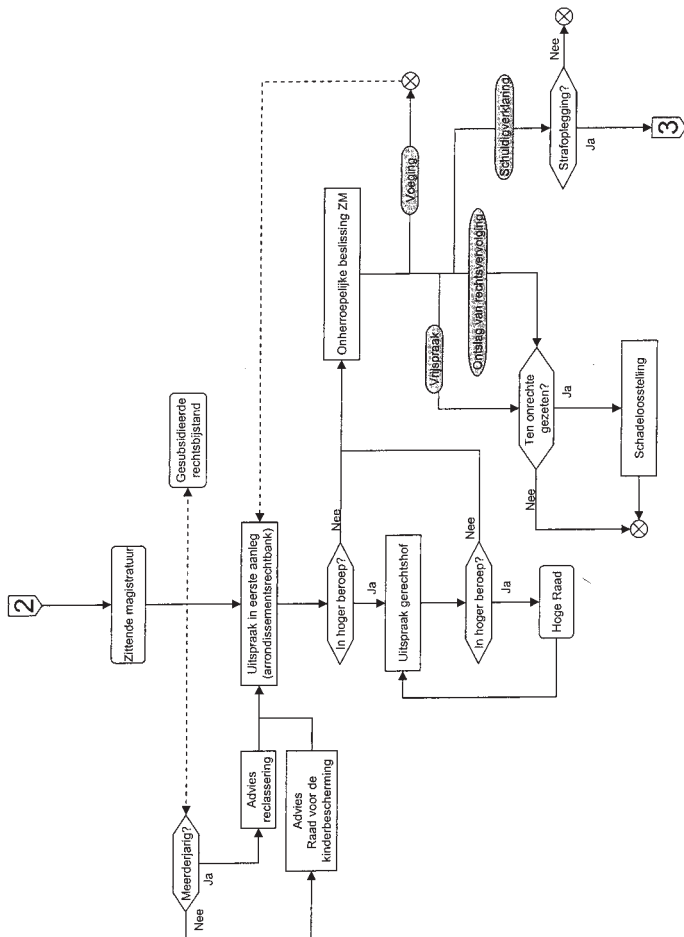 2
Zittende magistratuur
Gesubsidieerde
rechtsbijstand
Meerderjarig?
Nee
Ja
Advies
reclassering
Advies
Raad voor de
kinderbescherming
Uitspraak in eerste aanleg
(arrondissementsrechtbank)
In hoger beroep?
Nee
Ja
Uitspraak gerechtshof
In hoger beroep?
Nee
Ja
Hoge Raad
Onherroepelijke beslissing ZM
Voeging
Vrijspraak
Ontslag van rechtsvervolging
Schuldigverklaring
Ten onrechte
gezeten?
Nee
Ja
Schadeloosstelling
Strafoplegging?
Nee
Ja
3